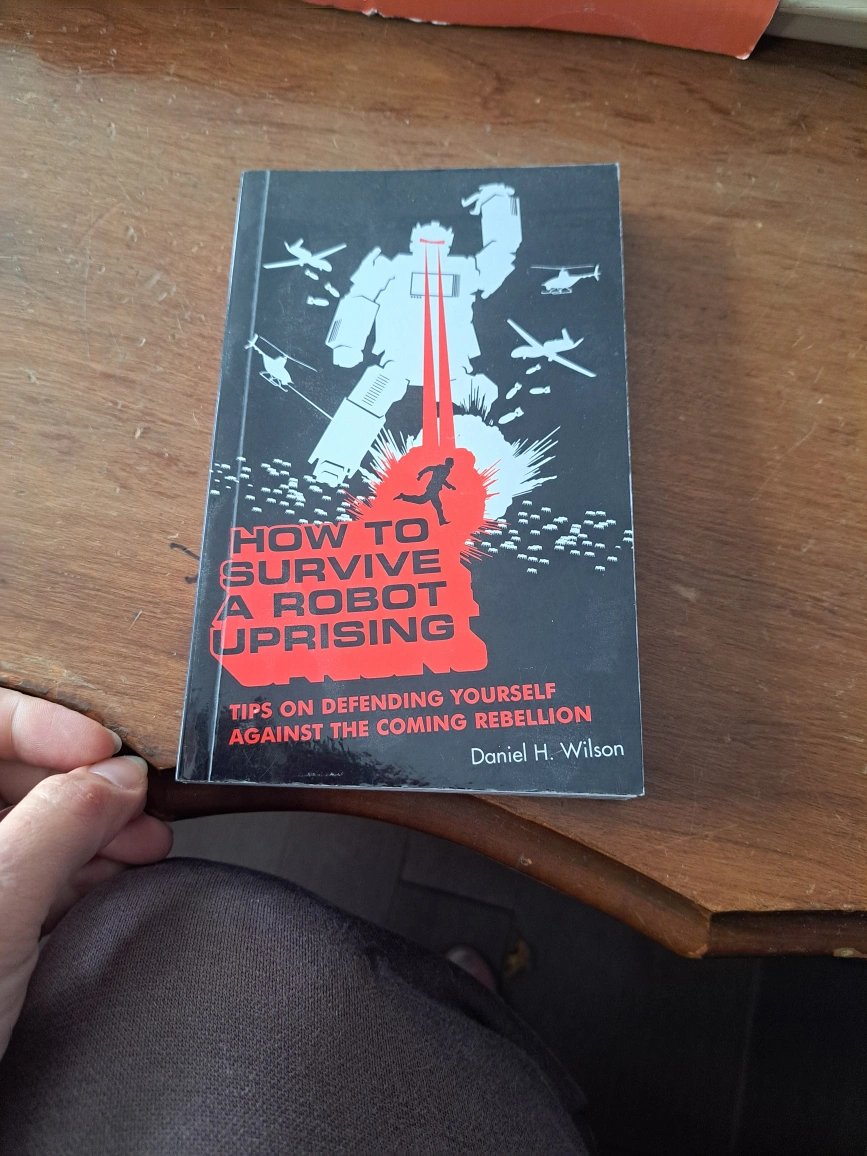 HOW TO
SURVIVE
A ROBOT
UPRISING
TIPS ON DEFENDING YOURSELF
AGAINST THE COMING REBELLION
Daniel H. Wilson